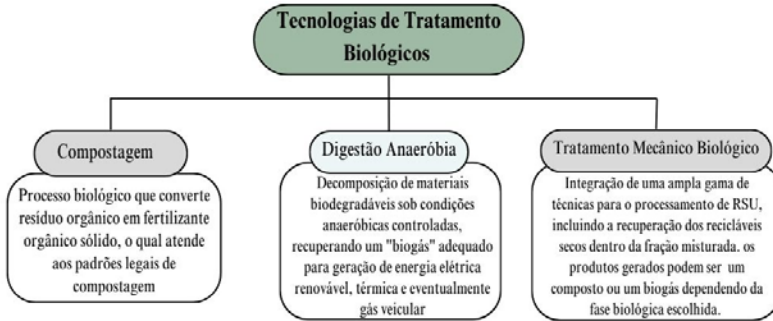 Tecnologias de Tratamento
Biológicos
Compostagem
Processo biológico que converte
resíduo orgânico em fertilizante
orgânico sólido, o qual atende
aos padrões legais de
compostagem
Digestão Anaeróbia
Decomposição de materiais
biodegradáveis sob condições
anaeróbicas controladas,
recuperando um "biogás" adequado
para geração de energia elétrica
renovável, térmica e eventualmente
gás veicular
Tratamento Mecânico Biológico
Integração de uma ampla gama de
técnicas para o processamento de RSU,
incluindo a recuperação dos recicláveis
secos dentro da fração misturada. os
produtos gerados podem ser um
composto ou um biogás dependendo da
fase biológica escolhida.